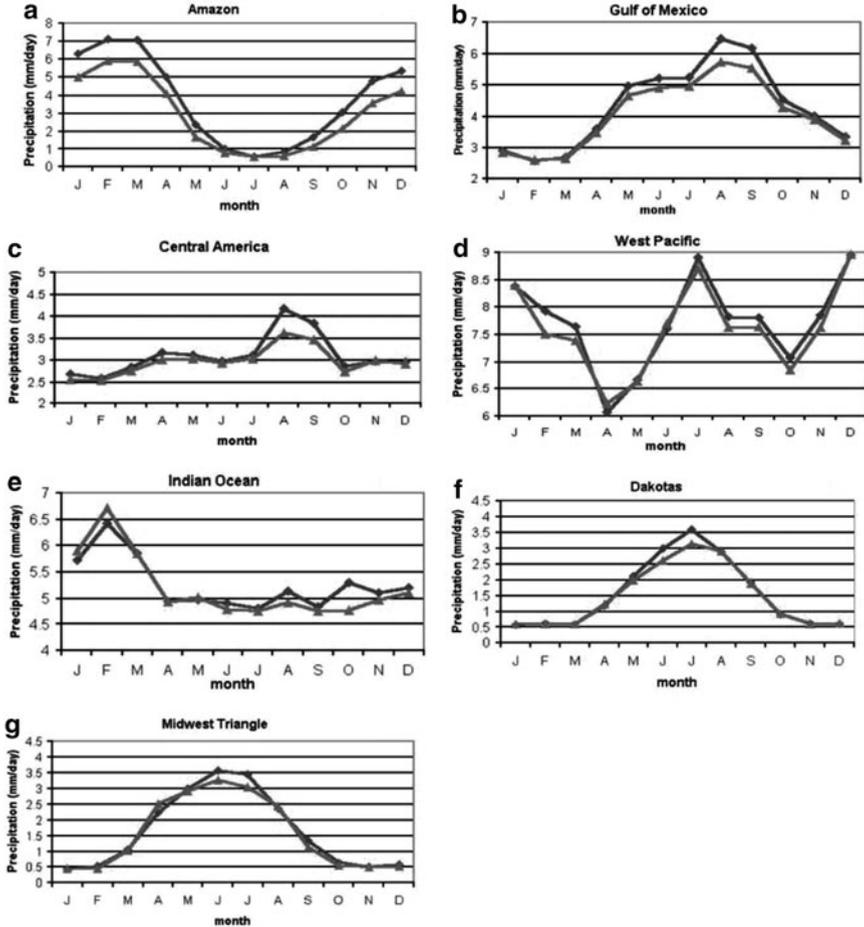 a
Amazon
Precipitation (mm/day)
8
7
6
5
4
3
2
1
0
J F M A M J J A S O N D
month
b
Gulf of Mexico
Precipitation (mm/day)
7
6
5
4
3
2
J F M A M J J A S O N D
month
c
Central America
Precipitation (mm/day)
5
4.5
4
3.5
3
2.5
2
J F M A M J J A S O N D
month
d
West Pacific
Precipitation (mm/day)
9
8.5
8
7.5
7
6.5
6
J F M A M J J A S O N D
month
e
Indian Ocean
Precipitation (mm/day)
7
6.5
6
5.5
5
4.5
4
J F M A M J J A S O N D
month
f
Dakotas
Precipitation (mm/day)
4.5
4
3.5
3
2.5
2
1.5
1
0.5
0
J F M A M J J A S O N D
month
g
Midwest Triangle
Precipitation (mm/day)
4.5
4
3.5
3
2.5
2
1.5
1
0.5
0
J F M A M J J A S O N D
month